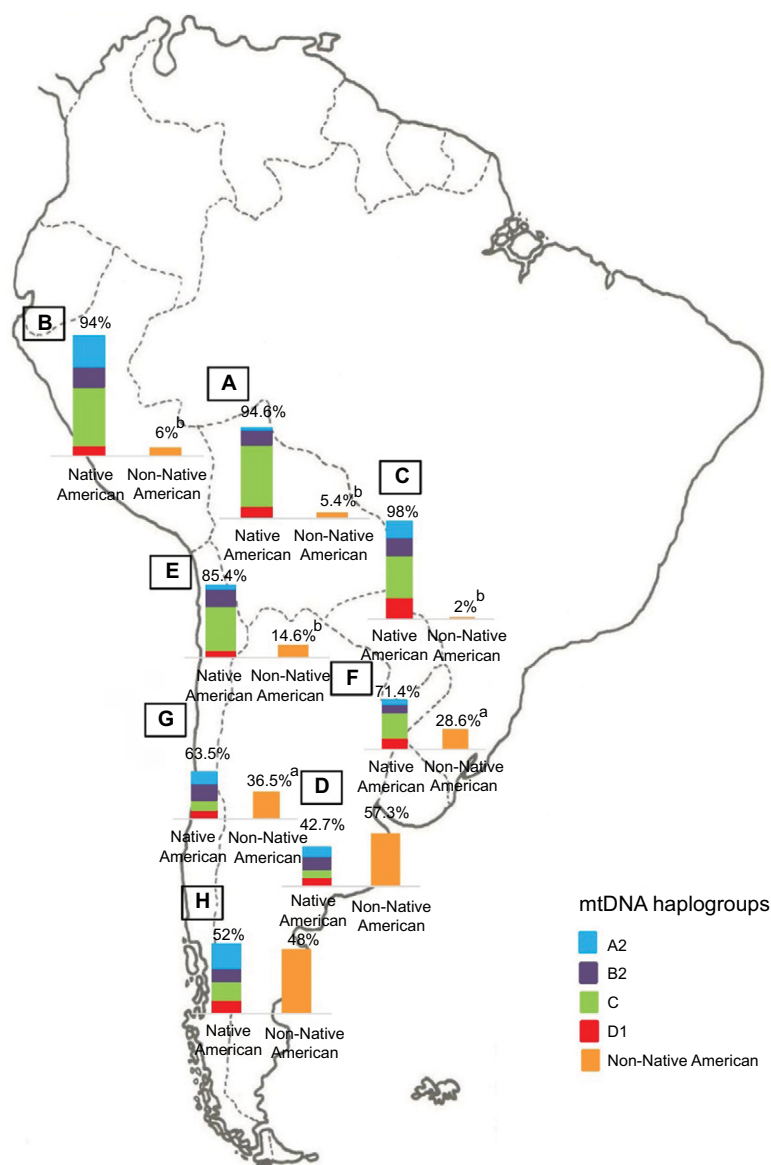 B
94%
6%b
Native
American
Non-Native
American
A
94.6%
5.4%b
Native
American
Non-Native
American
C
98%
2%b
Native
American
Non-Native
American
E
85.4%
14.6%b
Native
American
Non-Native
American
F
71.4%
28.6%a
Native
American
Non-Native
American
G
63.5%
36.5%a
Native
American
Non-Native
American
D
42.7%
57.3%
Native
American
Non-Native
American
H
52%
48%
Native
American
Non-Native
American
mtDNA haplogroups
A2
B2
C
D1
Non-Native American